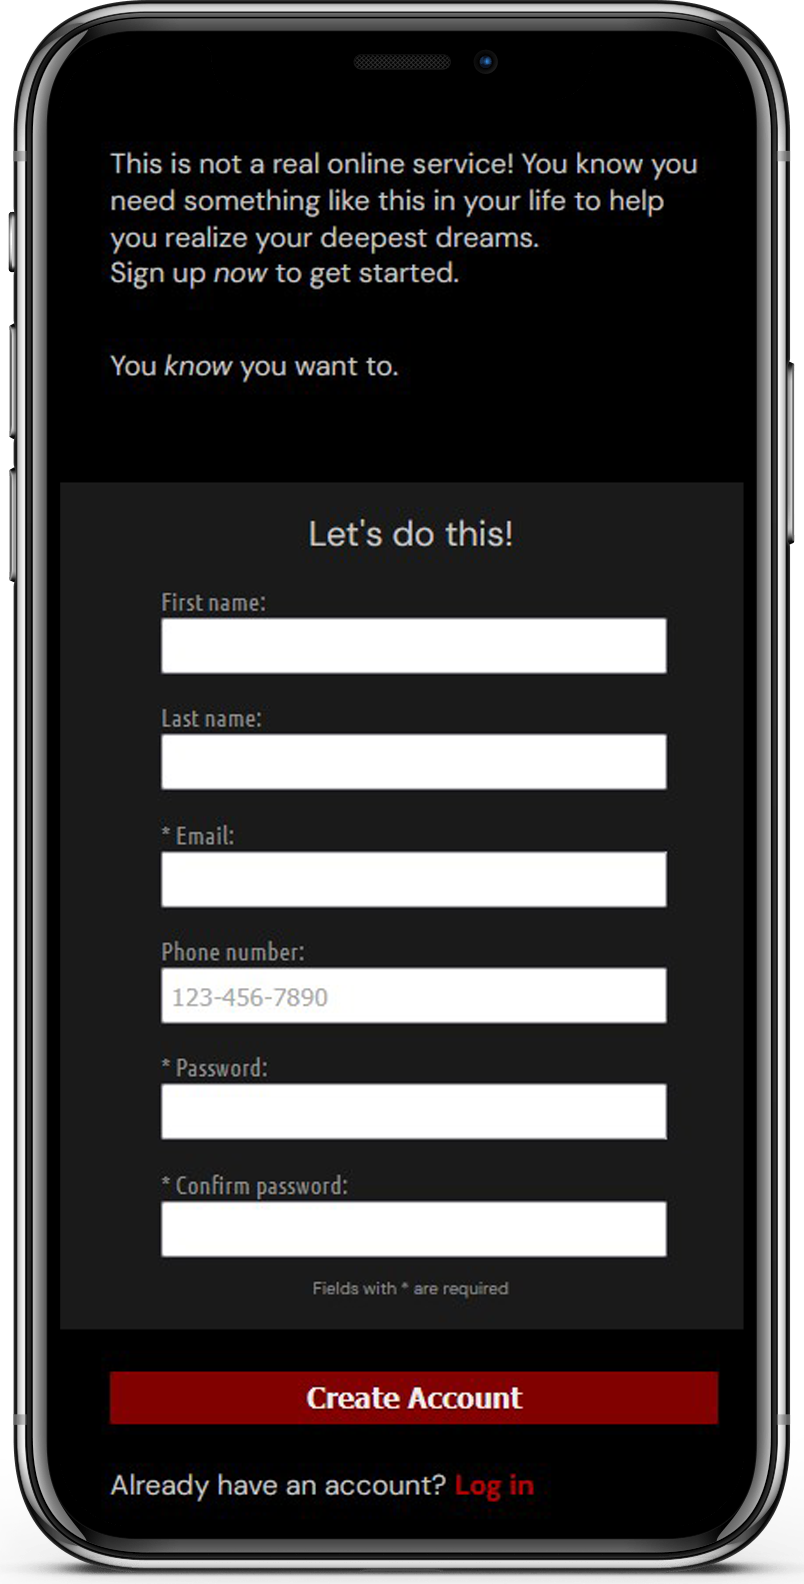 This is not a real online service! You know you
need something like this in your life to help
you realize your deepest dreams.
Sign up now to get started.
You know you want to.
Let's do this!
First name:
Last name:
* Email:
Phone number:
123-456-7890
* Password:
* Confirm password:
Fields with * are required
Create Account
Already have an account? Log in